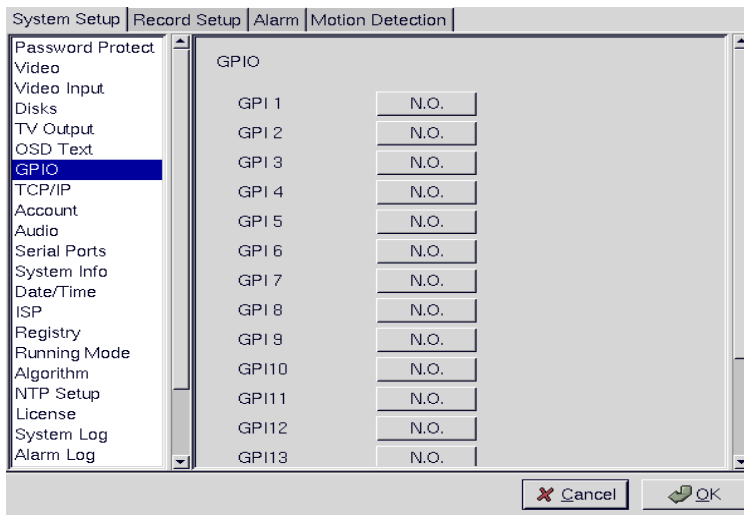 System Setup Record Setup Alarm Motion Detection
Password Protect
Video
Video Input
Disks
TV Output
OSD Text
GPIO
TCP/IP
Account
Audio
Serial Ports
System Info
Date/Time
ISP
Registry
Running Mode
Algorithm
NTP Setup
License
System Log
Alarm Log
GPIO
GPI 1 N.O.
GPI 2 N.O.
GPI 3 N.O.
GPI 4 N.O.
GPI 5 N.O.
GPI 6 N.O.
GPI 7 N.O.
GPI 8 N.O.
GPI 9 N.O.
GPI10 N.O.
GPI11 N.O.
GPI12 N.O.
GPI13 N.O.
Cancel OK